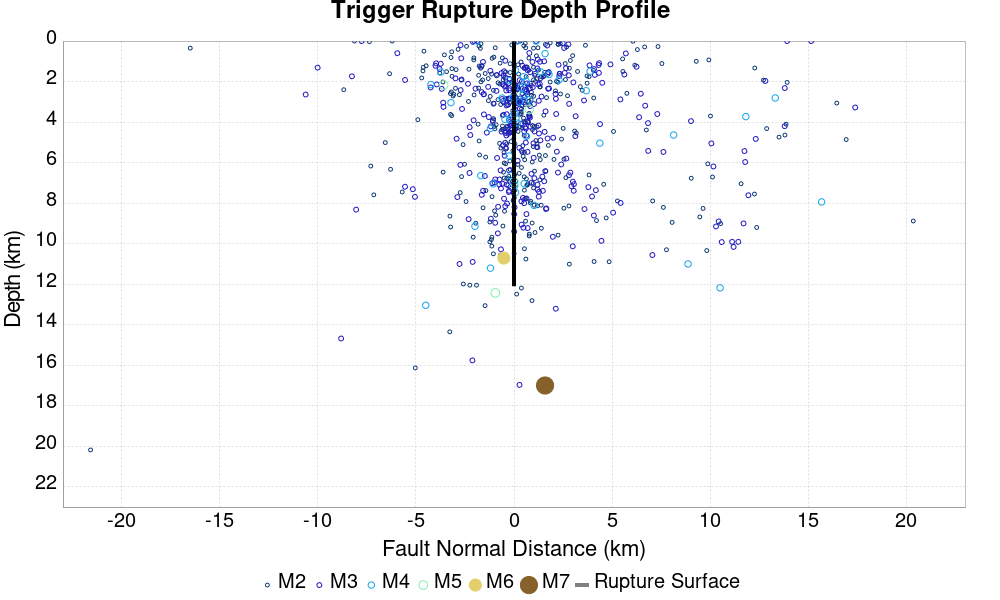 Trigger Rupture Depth Profile
0
2
4
6
8
10
12
14
16
18
20
22
Depth (km)
-20 -15 -10 -5 0 5 10 15 20
Fault Normal Distance (km)
M2 M3 M4 M5 M6 M7 Rupture Surface